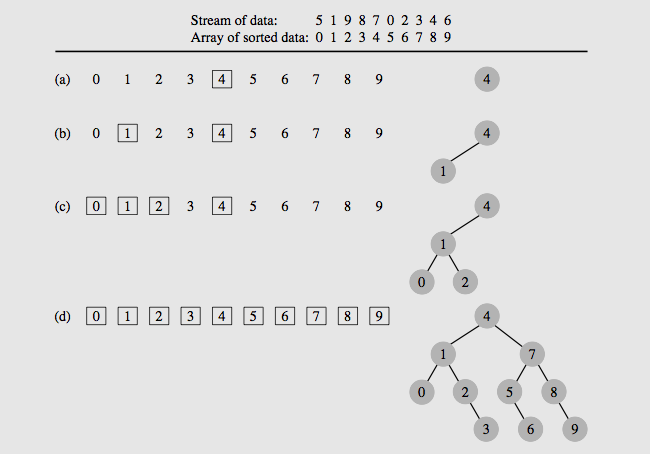 Stream of data: 5 1 9 8 7 0 2 3 4 6
Array of sorted data: 0 1 2 3 4 5 6 7 8 9
(a) 0 1 2 3 4 5 6 7 8 9 4
(b) 0 1 2 3 4 5 6 7 8 9 4
1
(c) 0 1 2 3 4 5 6 7 8 9 4
1
0 2
(d) 0 1 2 3 4 5 6 7 8 9 4
1 7
0 2 5 8
3 6 9